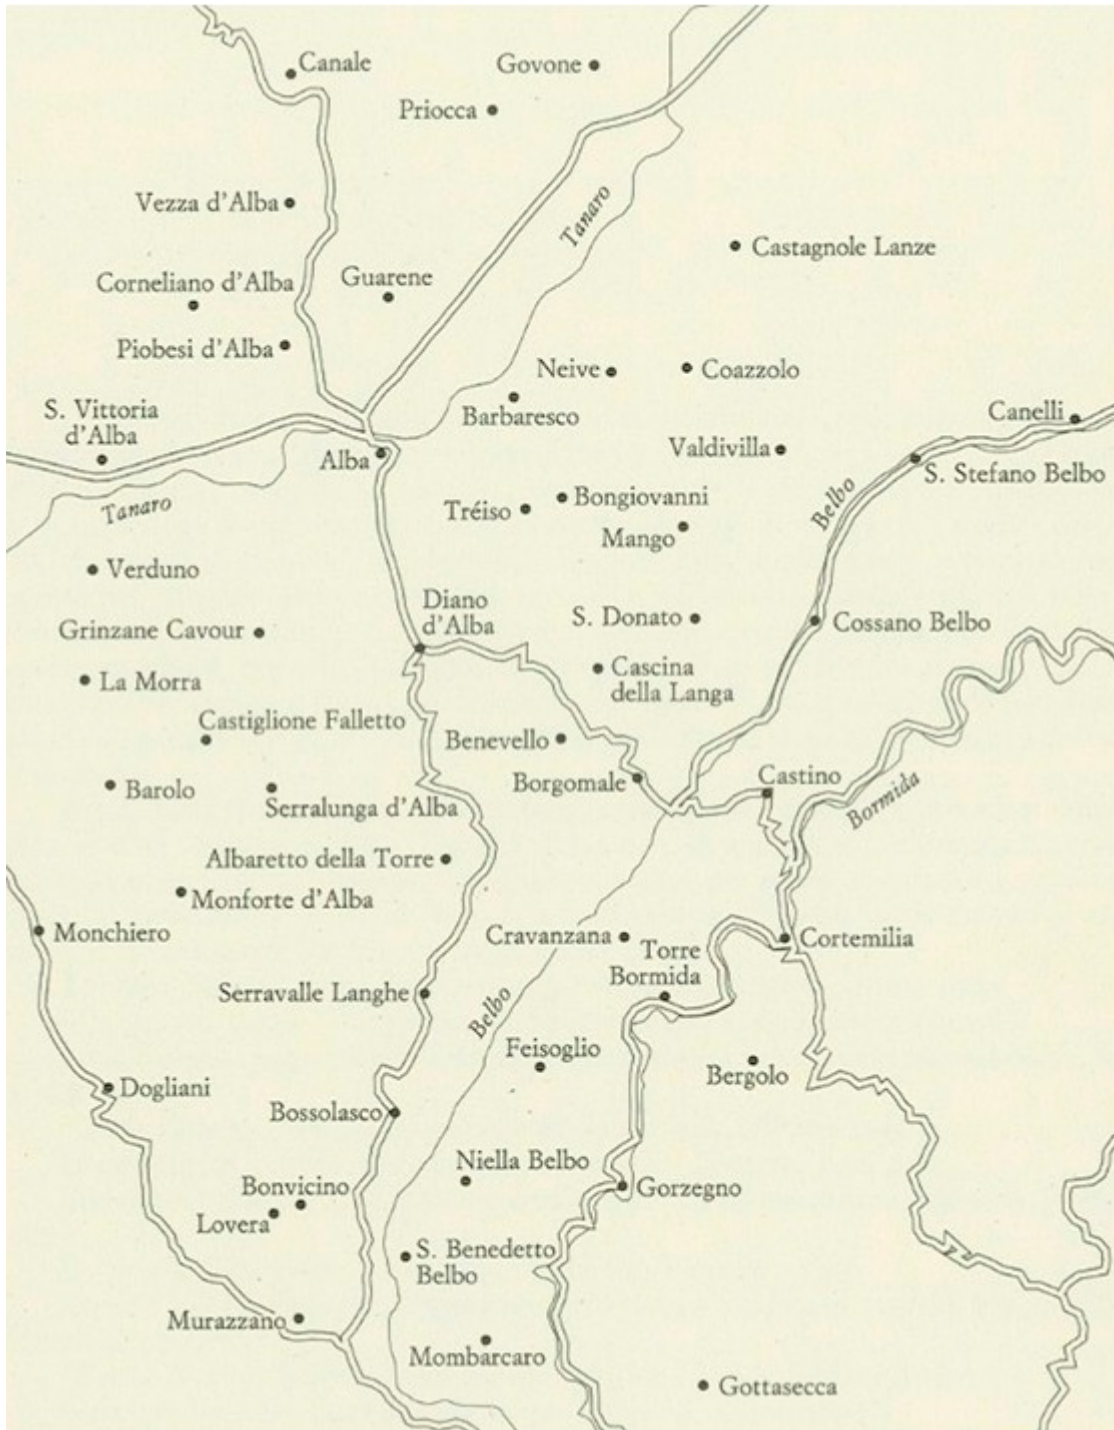 Canale
Govone
Priocca
Vezza d'Alba
Tanaro
Castagnole Lanze
Corneliano d'Alba
Guarene
Piobesi d'Alba
Neive
Coazzolo
Barbaresco
S. Vittoria
d'Alba
Canelli
Alba
Valdivilla
S. Stefano Belbo
Belbo
Tanaro
Tréiso
Bongiovanni
Mango
Verduno
Diano
d'Alba
Grinzane Cavour
S. Donato
Cossano Belbo
La Morra
Cascina
della Langa
Castiglione Falletto
Benevello
Barolo
Serralunga d'Alba
Borgomale
Castino
Bormida
Albaretto della Torre
Monforte d'Alba
Monchiero
Cravanzana
Torre
Bormida
Cortemilia
Serravalle Langhe
Belbo
Feisoglio
Bergolo
Dogliani
Bossolasco
Niella Belbo
Gorzegno
Bonvicino
Lovera
S. Benedetto
Belbo
Murazzano
Mombarcaro
Gottasecca